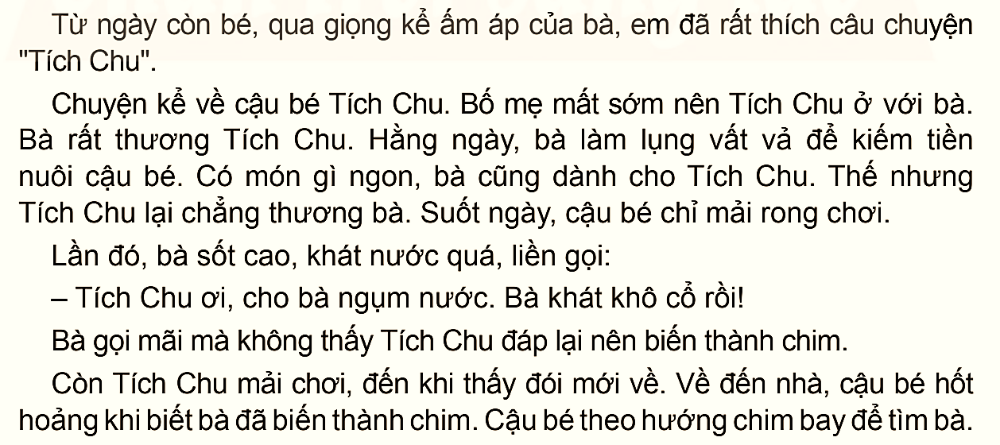 Từ ngày còn bé, qua giọng kể ấm áp của bà, em đã rất thích câu chuyện
"Tích Chu".
Chuyện kể về cậu bé Tích Chu. Bố mẹ mất sớm nên Tích Chu ở với bà.
Bà rất thương Tích Chu. Hằng ngày, bà làm lụng vất vả để kiếm tiền
nuôi cậu bé. Có món gì ngon, bà cũng dành cho Tích Chu. Thế nhưng
Tích Chu lại chẳng thương bà. Suốt ngày, cậu bé chỉ mải rong chơi.
Lần đó, bà sốt cao, khát nước quá, liền gọi:
– Tích Chu ơi, cho bà ngụm nước. Bà khát khô cổ rồi!
Bà gọi mãi mà không thấy Tích Chu đáp lại nên biến thành chim.
Còn Tích Chu mải chơi, đến khi thấy đói mới về. Về đến nhà, cậu bé hốt
hoảng khi biết bà đã biến thành chim. Cậu bé theo hướng chim bay để tìm bà.